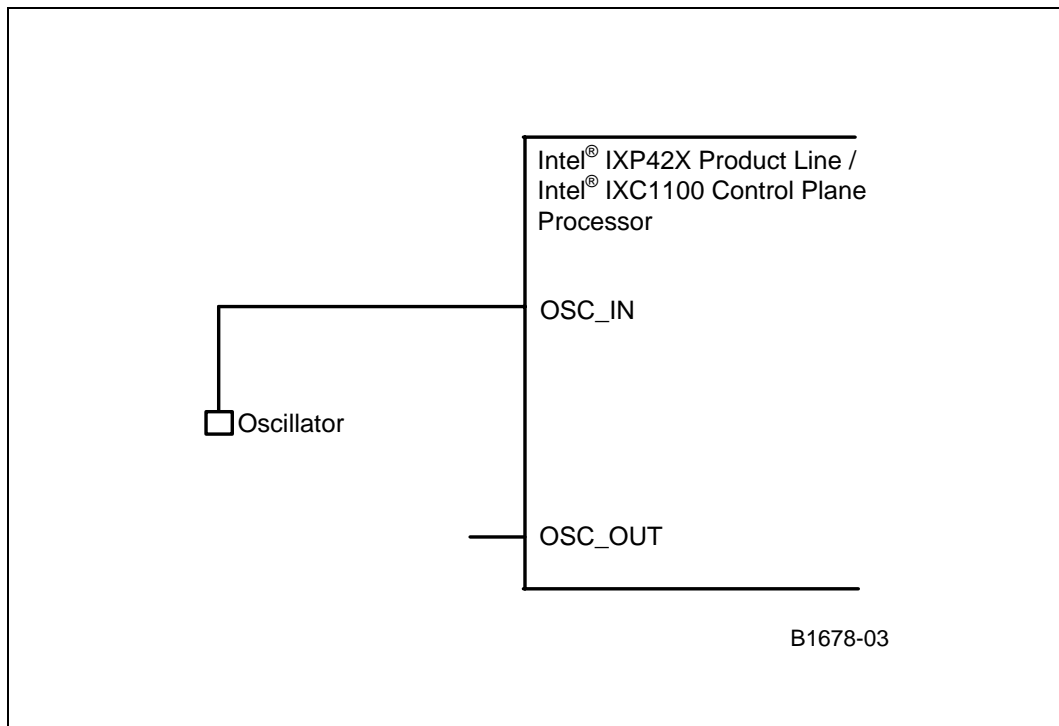 Intel® IXP42X Product Line /
Intel® IXC1100 Control Plane
Processor
OSC_IN
Oscillator
OSC_OUT
B1678-03